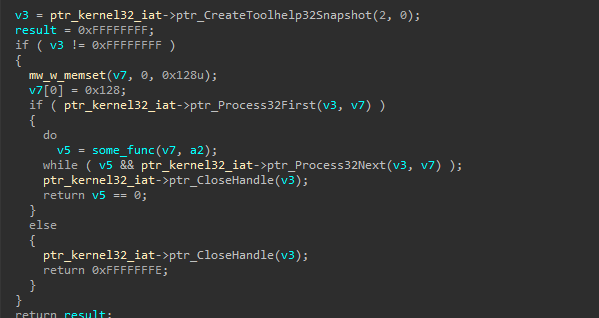 v3 = ptr_kernel32_iat->ptr_CreateToolhelp32Snapshot(2, 0);
result = 0xFFFFFFFF;
if ( v3 != 0xFFFFFFFF )
{
mw_w_memset(v7, 0, 0x128u);
v7[0] = 0x128;
if ( ptr_kernel32_iat->ptr_Process32First(v3, v7) )
{
do
v5 = some_func(v7, a2);
while ( v5 && ptr_kernel32_iat->ptr_Process32Next(v3, v7) );
ptr_kernel32_iat->ptr_CloseHandle(v3);
return v5 == 0;
}
else
{
ptr_kernel32_iat->ptr_CloseHandle(v3);
return 0xFFFFFFFE;
}
}
return result;